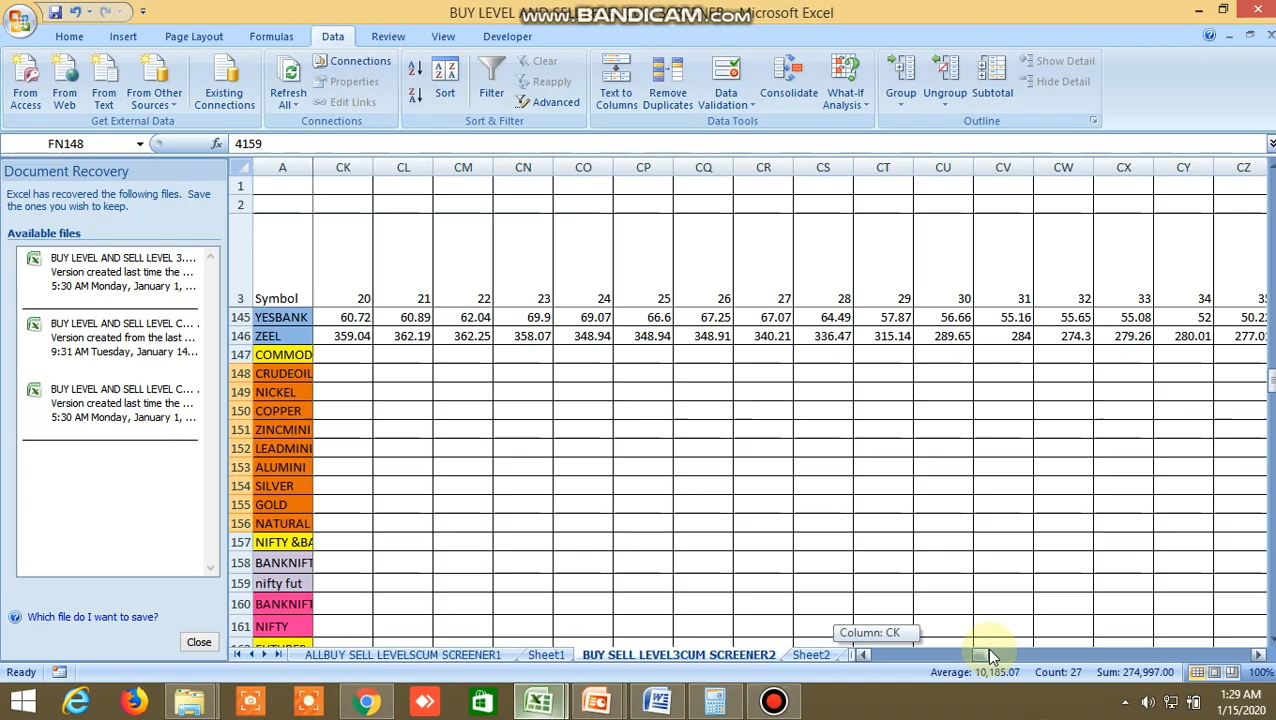 BUY LEVEL AND SELL LEVEL3CUM SCREENER - Microsoft Excel
www.BANDICAM.com
Home Insert Page Layout Formulas Data Review View Developer
From Access
From Web
From Text
From Other Sources
Existing Connections
Get External Data
Refresh All
Connections
Properties
Edit Links
Connections
Sort
Filter
Clear
Reapply
Advanced
Sort & Filter
Text to Columns
Remove Duplicates
Data Validation
Consolidate
What-If Analysis
Data Tools
Group
Ungroup
Subtotal
Show Detail
Hide Detail
Outline
FN148 fx 4159
Document Recovery
Excel has recovered the following files. Save the ones you wish to keep.
Available files
BUY LEVEL AND SELL LEVEL 3....
Version created last time the ...
5:30 AM Monday, January 1, ...
BUY LEVEL AND SELL LEVEL C... .
Version created from the last ...
9:31 AM Tuesday, January 14...
BUY LEVEL AND SELL LEVEL C... .
Version created last time the ...
5:30 AM Monday, January 1, ...
Which file do I want to save?
Close
A CK CL CM CN CO CP CQ CR CS CT CU CV CW CX CY CZ
1
2
3 Symbol 20 21 22 23 24 25 26 27 28 29 30 31 32 33 34 35
145 YESBANK 60.72 60.89 62.04 69.9 69.07 66.6 67.25 67.07 64.49 57.87 56.66 55.16 55.65 55.08 52 50.2
146 ZEEL 359.04 362.19 362.25 358.07 348.94 348.94 348.91 340.21 336.47 315.14 289.65 284 274.3 279.26 280.01 277.0
147 COMMOD
148 CRUDEOIL
149 NICKEL
150 COPPER
151 ZINCMINI
152 LEADMINI
153 ALUMINI
154 SILVER
155 GOLD
156 NATURAL
157 NIFTY &BA
158 BANKNIFT
159 nifty fut
160 BANKNIFT
161 NIFTY
Column: CK
ALLBUY SELL LEVELSCUM SCREENER1 Sheet1 BUY SELL LEVEL3CUM SCREENER2 Sheet2
Ready Average: 10,185.07 Count: 27 Sum: 274,997.00 100%
1:29 AM
1/15/2020